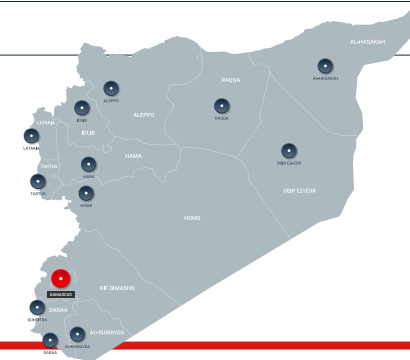 AL-HASAKAH
AL-HASAKAH
RAQQA
ALEPPO
RAQQA
ALEPPO
IDLIB
LATAKIA
IDLIB
LATAKIA
HAMA
DEIR EZ-ZOR
TARTUS
HAMA
DEIR EZ-ZOR
TARTUS
HOMS
HOMS
RIF DIMASHQ
DAMASCUS
DARAA
QUNEITRA
AL-SUWAYDA
AL-SUWAYDA
DARAA